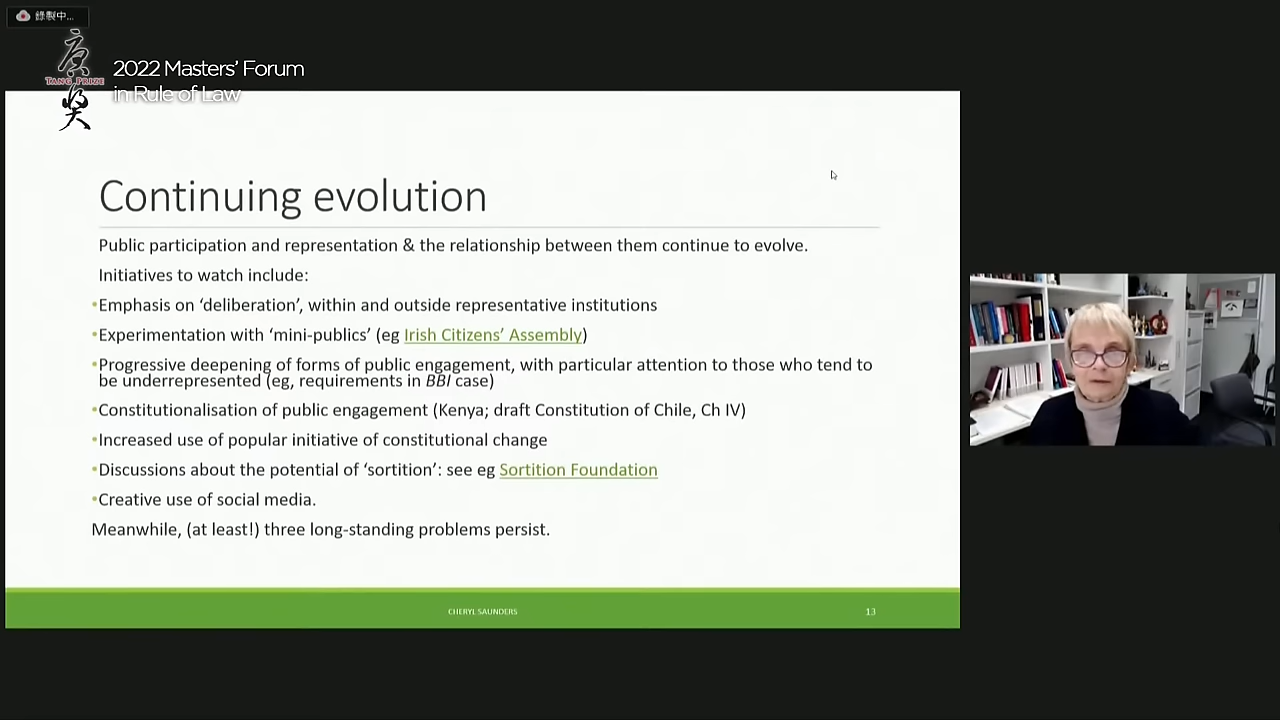 錄製中...
唐
TANG PRIZE
獎
2022 Masters' Forum
in Rule of Law
Continuing evolution
Public participation and representation & the relationship between them continue to evolve.
Initiatives to watch include:
•Emphasis on ‘deliberation’, within and outside representative institutions
•Experimentation with ‘mini-publics’ (eg Irish Citizens’ Assembly)
•Progressive deepening of forms of public engagement, with particular attention to those who tend to
be underrepresented (eg, requirements in BBI case)
•Constitutionalisation of public engagement (Kenya; draft Constitution of Chile, Ch IV)
•Increased use of popular initiative of constitutional change
•Discussions about the potential of ‘sortition’: see eg Sortition Foundation
•Creative use of social media.
Meanwhile, (at least!) three long-standing problems persist.
CHERYL SAUNDERS
13